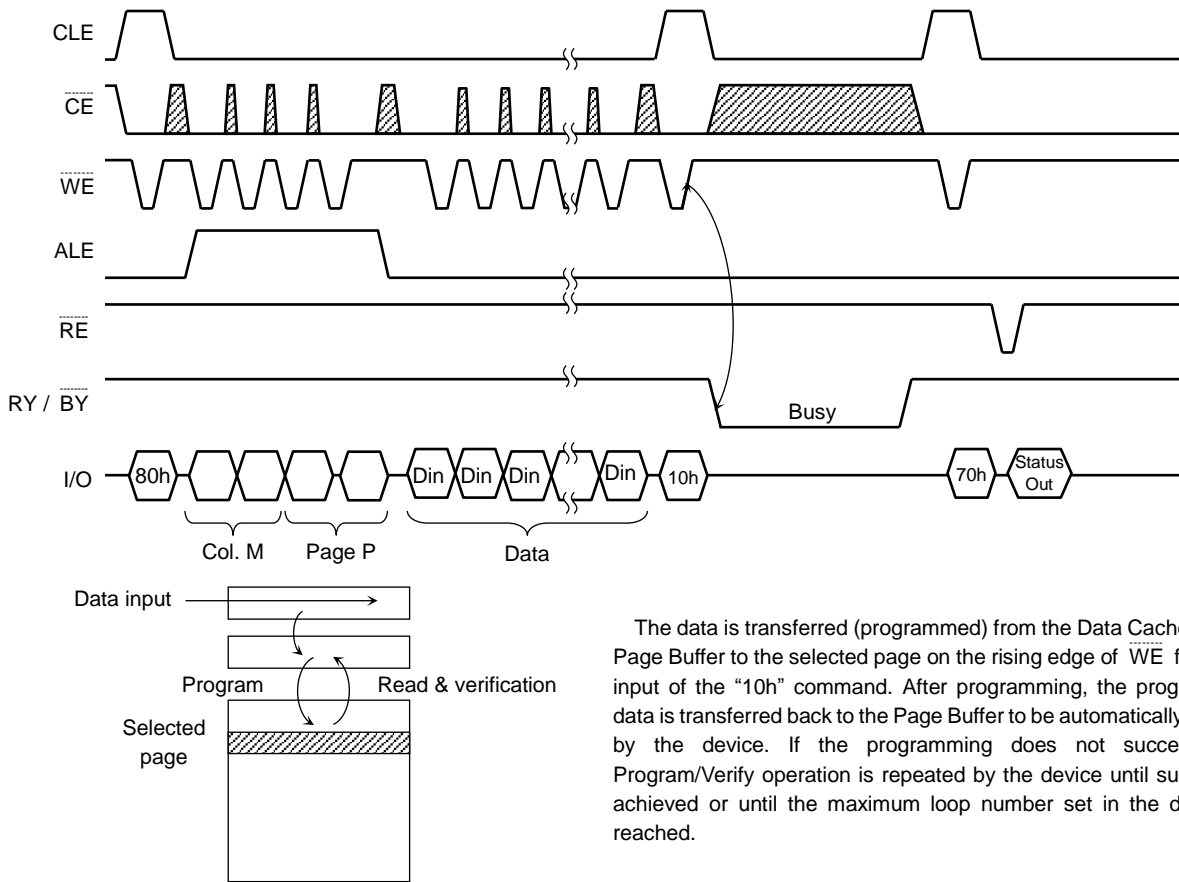 CLE
CE
WE
ALE
RE
RY / BY
Busy
I/O 80h Din Din Din Din 10h 70h Status Out
Col. M Page P Data
Data input
Program Read & verification
Selected
page
The data is transferred (programmed) from the Data Cache
Page Buffer to the selected page on the rising edge of WE
input of the “10h” command. After programming, the
data is transferred back to the Page Buffer to be automatically
by the device. If the programming does not
Program/Verify operation is repeated by the device until
achieved or until the maximum loop number set in the
reached.